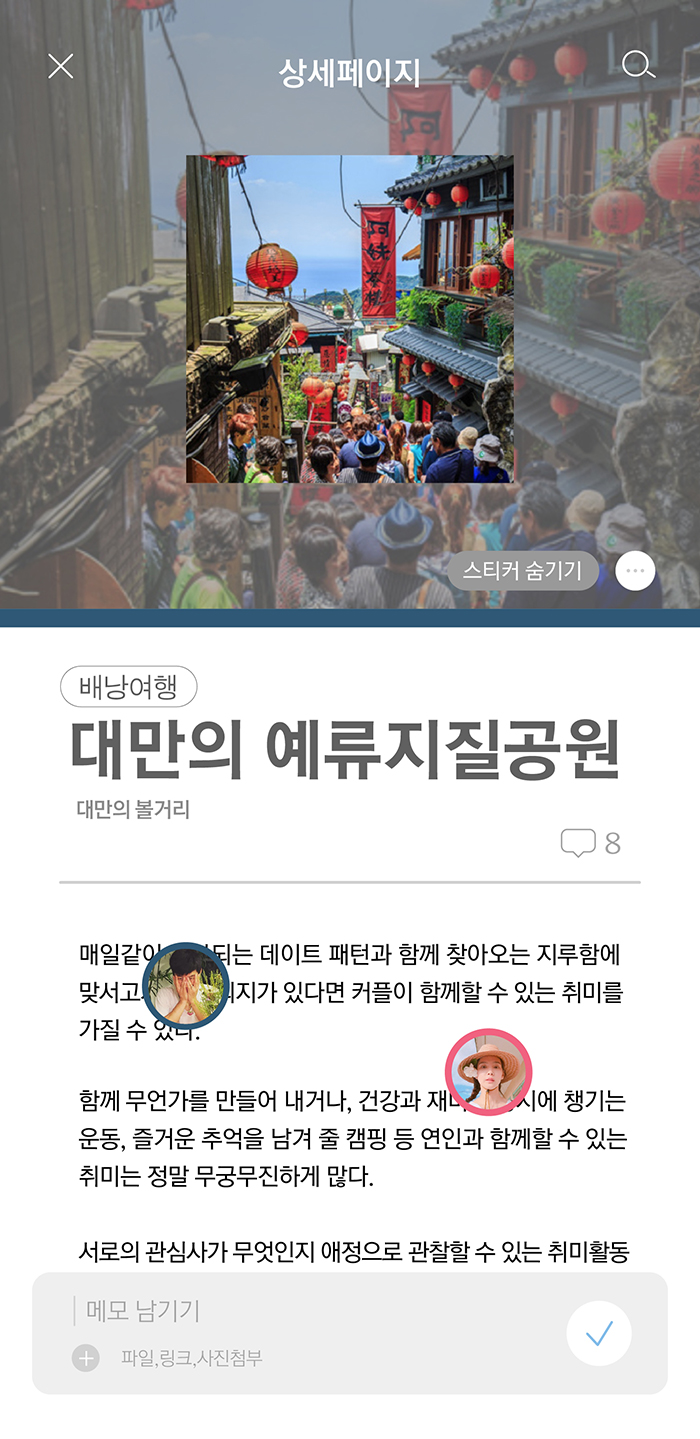 상세페이지
阿
阿妹茶樓
스티커 숨기기
배낭여행
대만의 예류지질공원
대만의 볼거리
8
매일같이 되는 데이트 패턴과 함께 찾아오는 지루함에
맞서고 의지가 있다면 커플이 함께할 수 있는 취미를
가질 수 있다.
함께 무언가를 만들어 내거나, 건강과 시에 챙기는
운동, 즐거운 추억을 남겨 줄 캠핑 등 연인과 함께할 수 있는
취미는 정말 무궁무진하게 많다.
서로의 관심사가 무엇인지 애정으로 관찰할 수 있는 취미활동
메모 남기기
파일,링크,사진첨부